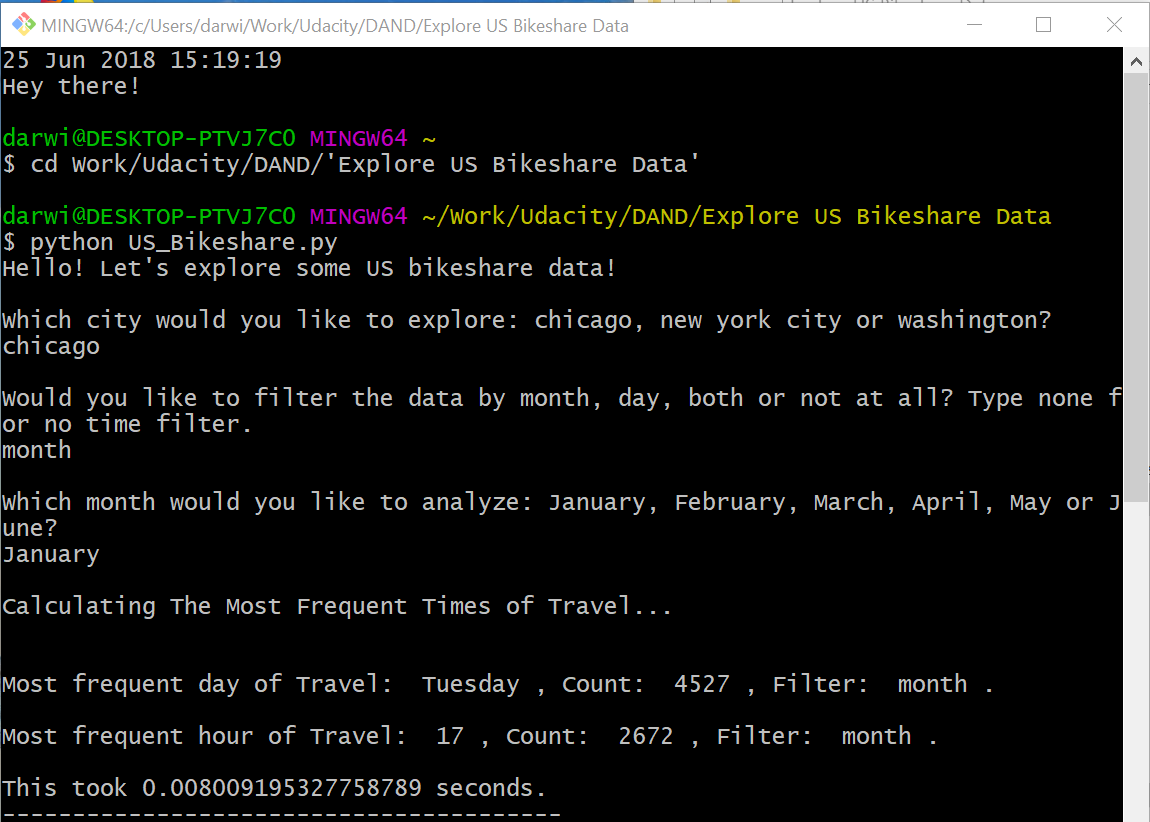 MINGW64:/c/Users/darwi/Work/Udacity/DAND/Explore US Bikeshare Data
25 Jun 2018 15:19:19
Hey there!
darwi@DESKTOP-PTVJ7C0 MINGW64 ~
$ cd Work/Udacity/DAND/'Explore US Bikeshare Data'
darwi@DESKTOP-PTVJ7C0 MINGW64 ~/Work/Udacity/DAND/Explore US Bikeshare Data
$ python US_Bikeshare.py
Hello! Let's explore some US bikeshare data!
Which city would you like to explore: chicago, new york city or washington?
chicago
Would you like to filter the data by month, day, both or not at all? Type none f
or no time filter.
month
Which month would you like to analyze: January, February, March, April, May or J
une?
January
Calculating The Most Frequent Times of Travel...
Most frequent day of Travel:  Tuesday , Count:  4527 , Filter:  month .
Most frequent hour of Travel:  17 , Count:  2672 , Filter:  month .
This took 0.008009195327758789 seconds.
----------------------------------------